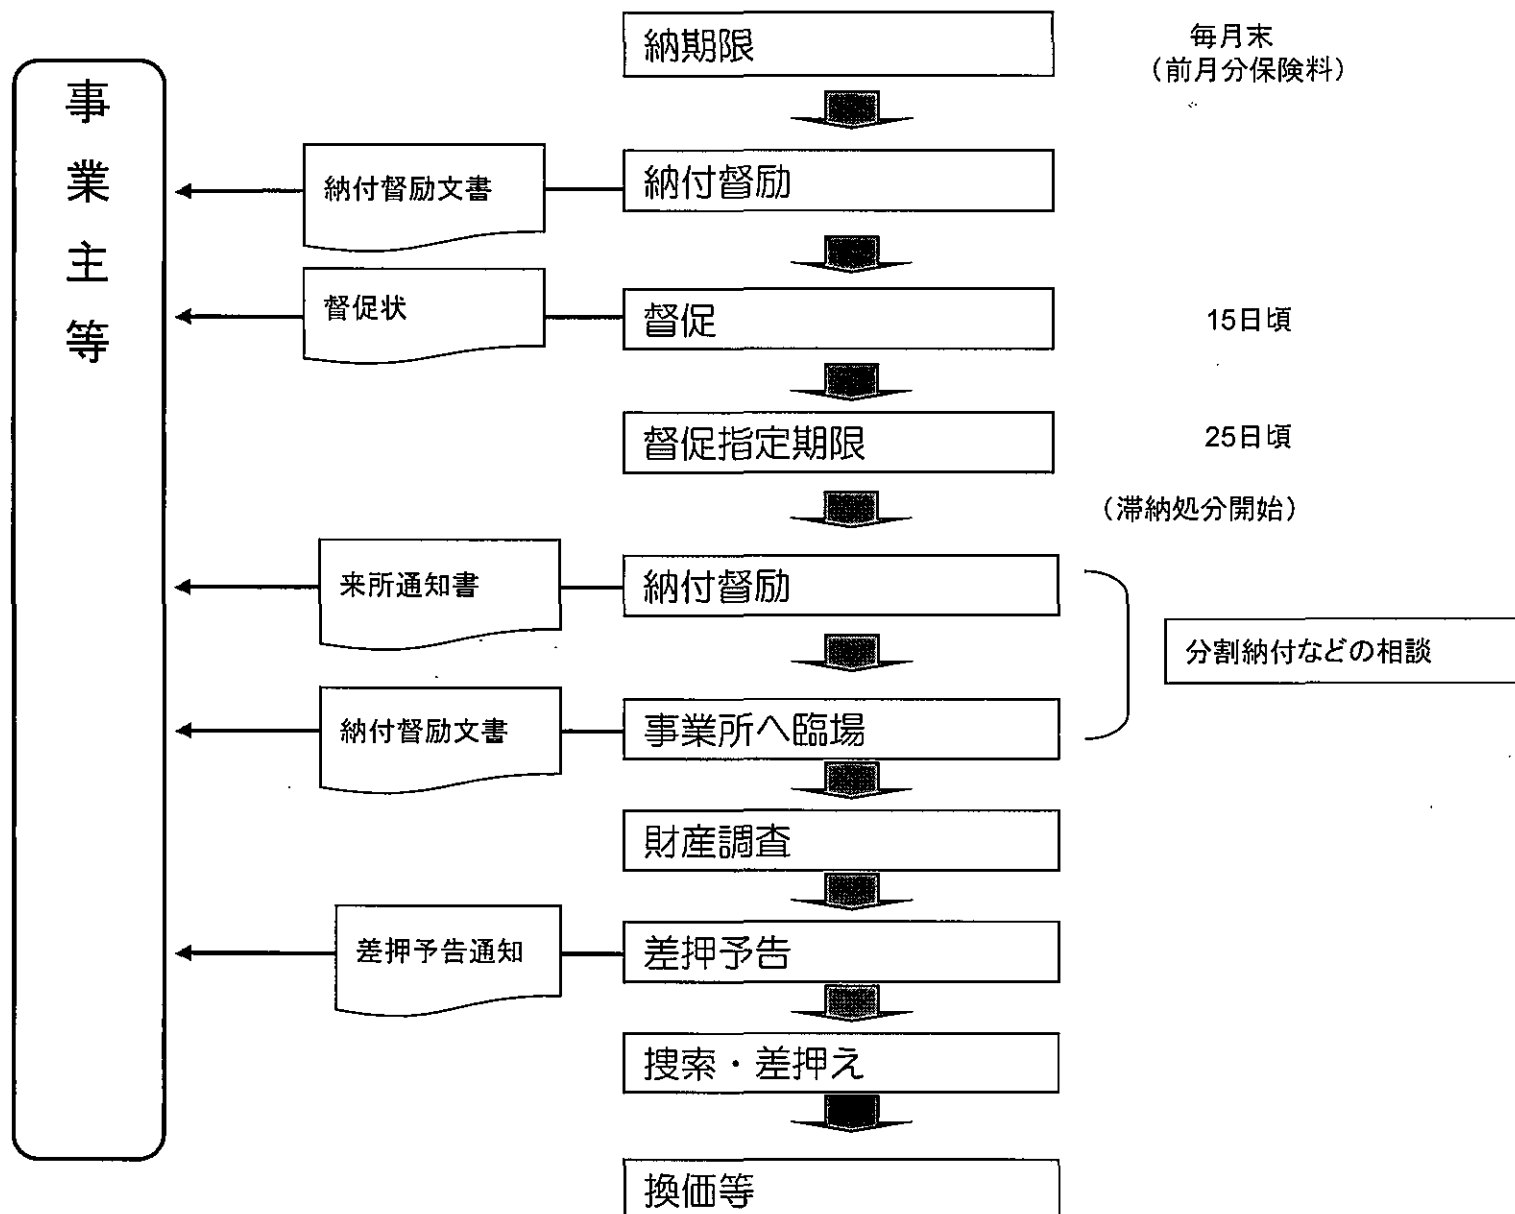 納期限
毎月末
（前月分保険料）
事業主等
納付督励文書
納付督励
督促状
督促
15日頃
督促指定期限
25日頃
（滞納処分開始）
来所通知書
納付督励
分割納付などの相談
納付督励文書
事業所へ臨場
財産調査
差押予告通知
差押予告
捜索・差押え
換価等